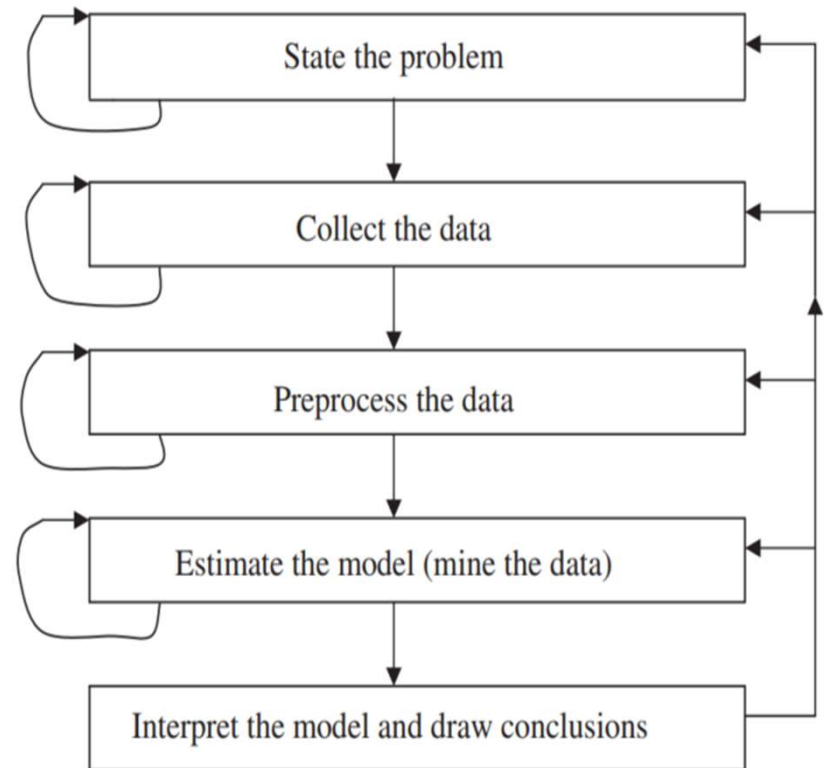 State the problem
Collect the data
Preprocess the data
Estimate the model (mine the data)
Interpret the model and draw conclusions